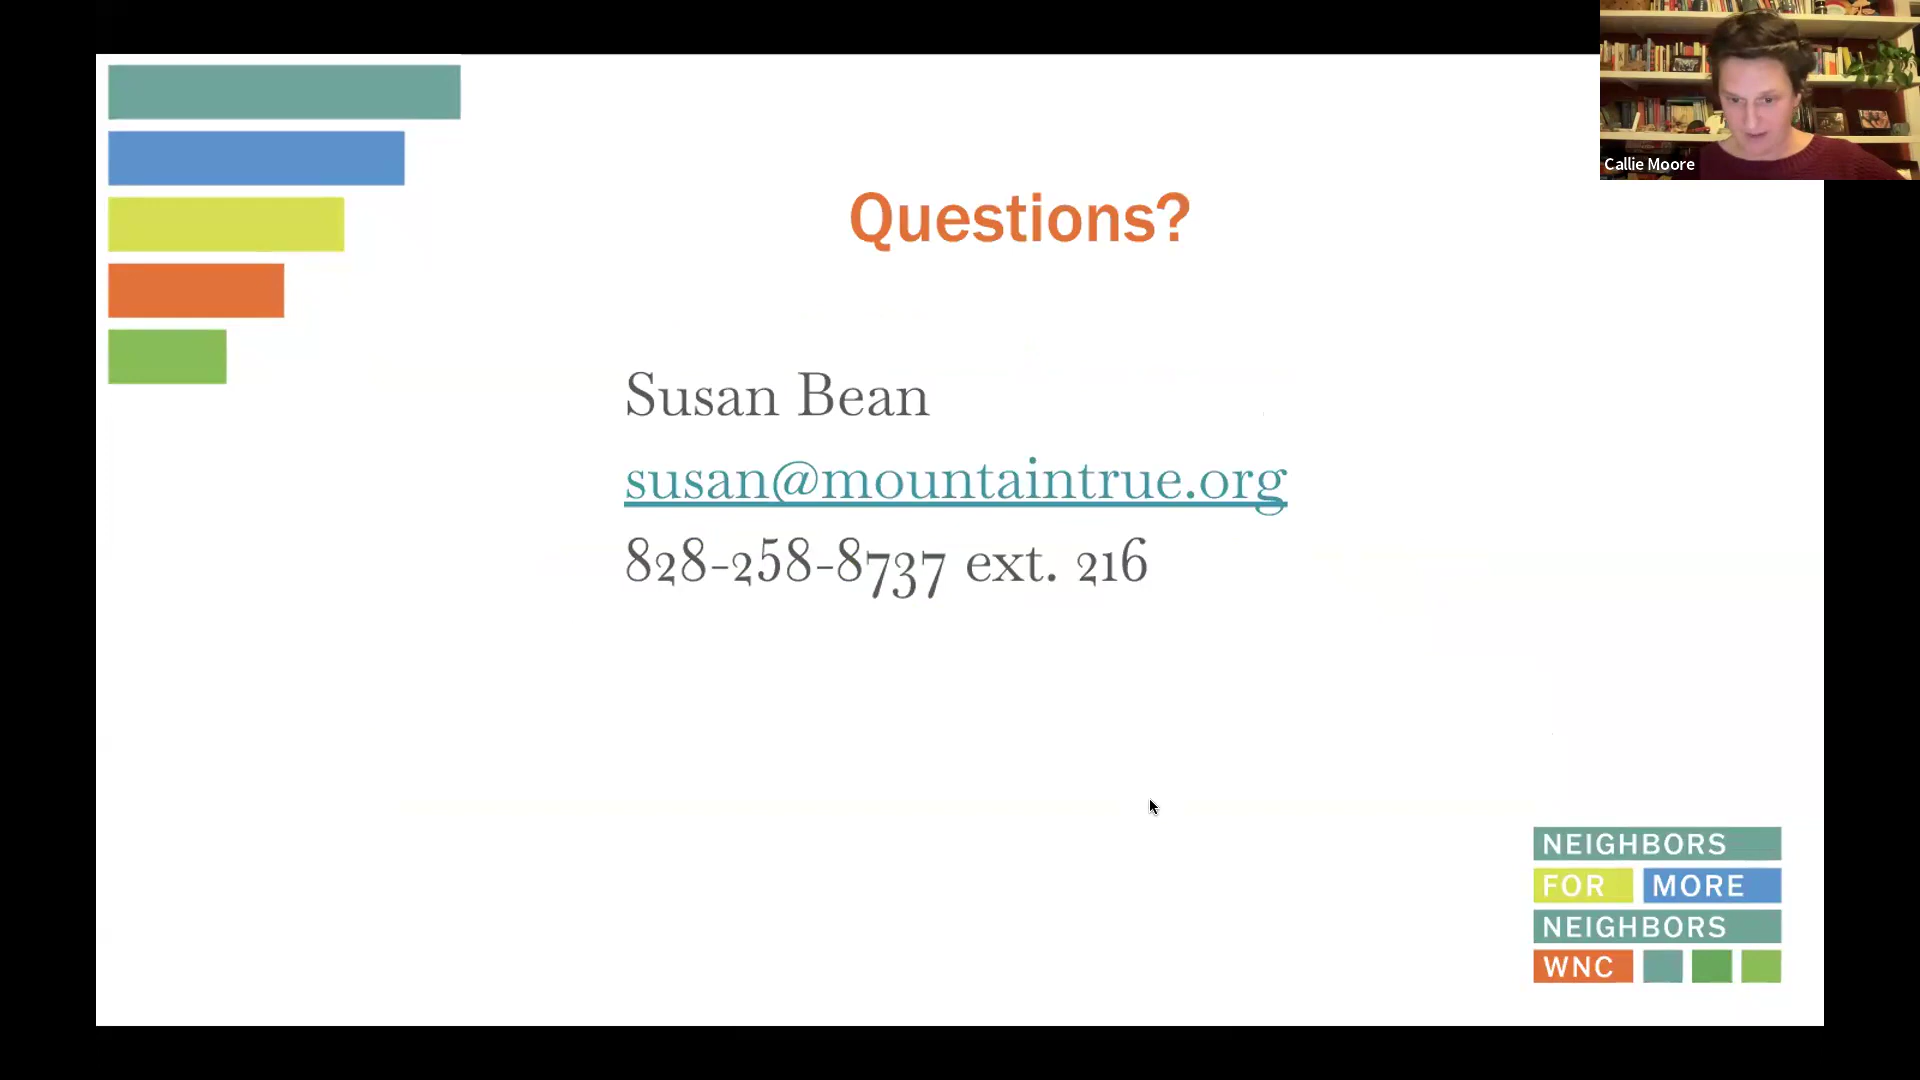 Callie Moore
Questions?
Susan Bean
susan@mountaintrue.org
828-258-8737 ext. 216
NEIGHBORS
FOR MORE
NEIGHBORS
WNC